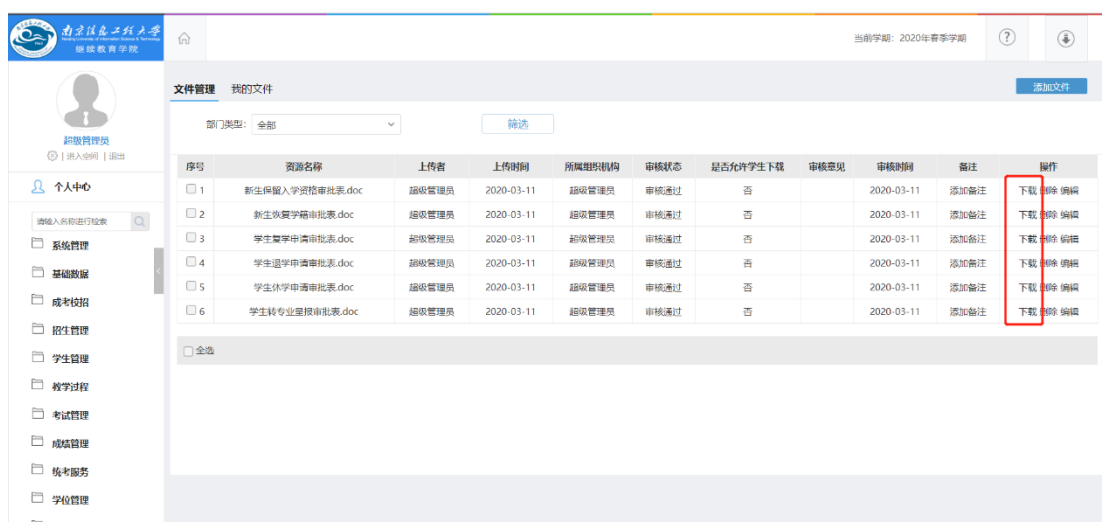 南京信息工程大学
继续教育学院
当前学期：2020年春季学期
超级管理员
进入空间 | 退出
个人中心
请输入名称进行检索
系统管理
基础数据
成考校招
招生管理
学生管理
教学过程
考试管理
成绩管理
统考服务
学位管理
文件管理 我的文件
添加文件
部门类型： 全部 筛选
序号 资源名称 上传者 上传时间 所属组织机构 审核状态 是否允许学生下载 审核意见 审核时间 备注 操作
1 新生保留入学资格审批表.doc 超级管理员 2020-03-11 超级管理员 审核通过 否 2020-03-11 添加备注 下载 删除 编辑
2 新生恢复学籍审批表.doc 超级管理员 2020-03-11 超级管理员 审核通过 否 2020-03-11 添加备注 下载 删除 编辑
3 学生复学申请审批表.doc 超级管理员 2020-03-11 超级管理员 审核通过 否 2020-03-11 添加备注 下载 删除 编辑
4 学生退学申请审批表.doc 超级管理员 2020-03-11 超级管理员 审核通过 否 2020-03-11 添加备注 下载 删除 编辑
5 学生休学申请审批表.doc 超级管理员 2020-03-11 超级管理员 审核通过 否 2020-03-11 添加备注 下载 删除 编辑
6 学生转专业呈报审批表.doc 超级管理员 2020-03-11 超级管理员 审核通过 否 2020-03-11 添加备注 下载 删除 编辑
全选